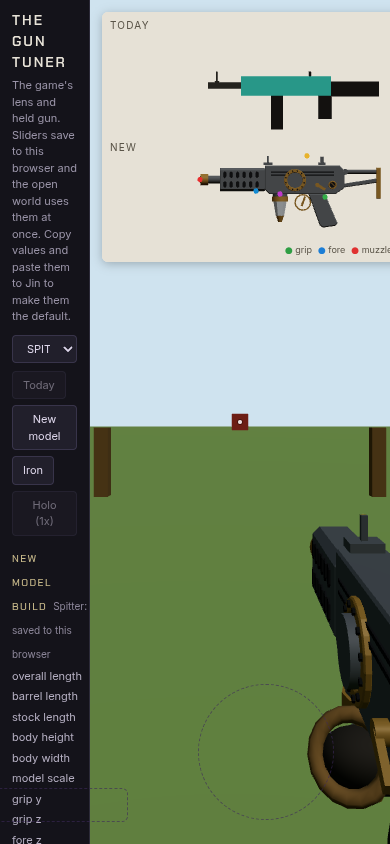 THE
GUN
TUNER
The game's
lens and
held gun.
Sliders save
to this
browser and
the open
world uses
them at
once. Copy
values and
paste them
to Jin to
make them
the default.
SPIT
Today
New
model
Iron
Holo
(1x)
NEW
MODEL
BUILD Spitter:
saved to this
browser
overall length
barrel length
stock length
body height
body width
model scale
grip y
grip z
fore z
TODAY
NEW
grip fore muzzle